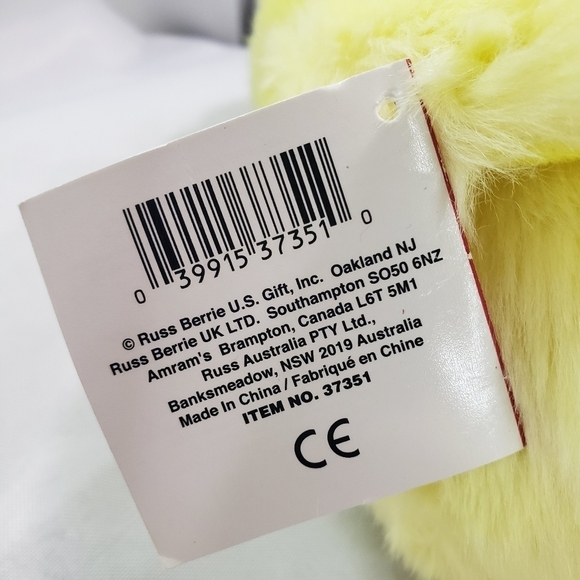 0 39915 37351 0
© Russ Berrie U.S. Gift, Inc. Oakland NJ
Russ Berrie UK LTD. Southampton SO50 6NZ
Amram's Brampton, Canada L6T 5M1
Russ Australia PTY Ltd.,
Banksmeadow, NSW 2019 Australia
Made In China / Fabriqué en Chine
ITEM NO. 37351
CE